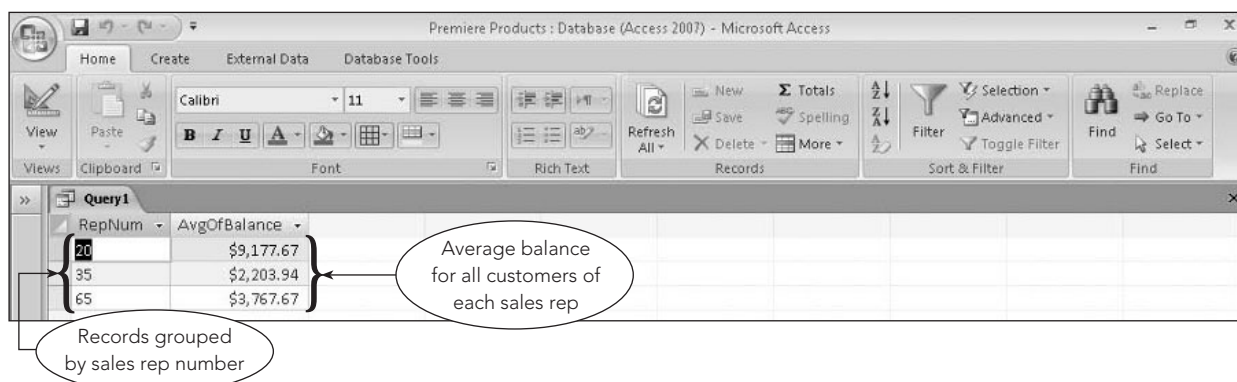 Premiere Products : Database (Access 2007) - Microsoft Access
Home Create External Data Database Tools
Calibri 11
New Σ Totals Selection Replace
Save Spelling Advanced Go To
View Paste B I U A ab Refresh All Delete More Filter Toggle Filter Find Select
Views Clipboard Font Rich Text Records Sort & Filter Find
Query1
RepNum AvgOfBalance
20 $9,177.67
35 $2,203.94
65 $3,767.67
Average balance
for all customers of
each sales rep
Records grouped
by sales rep number